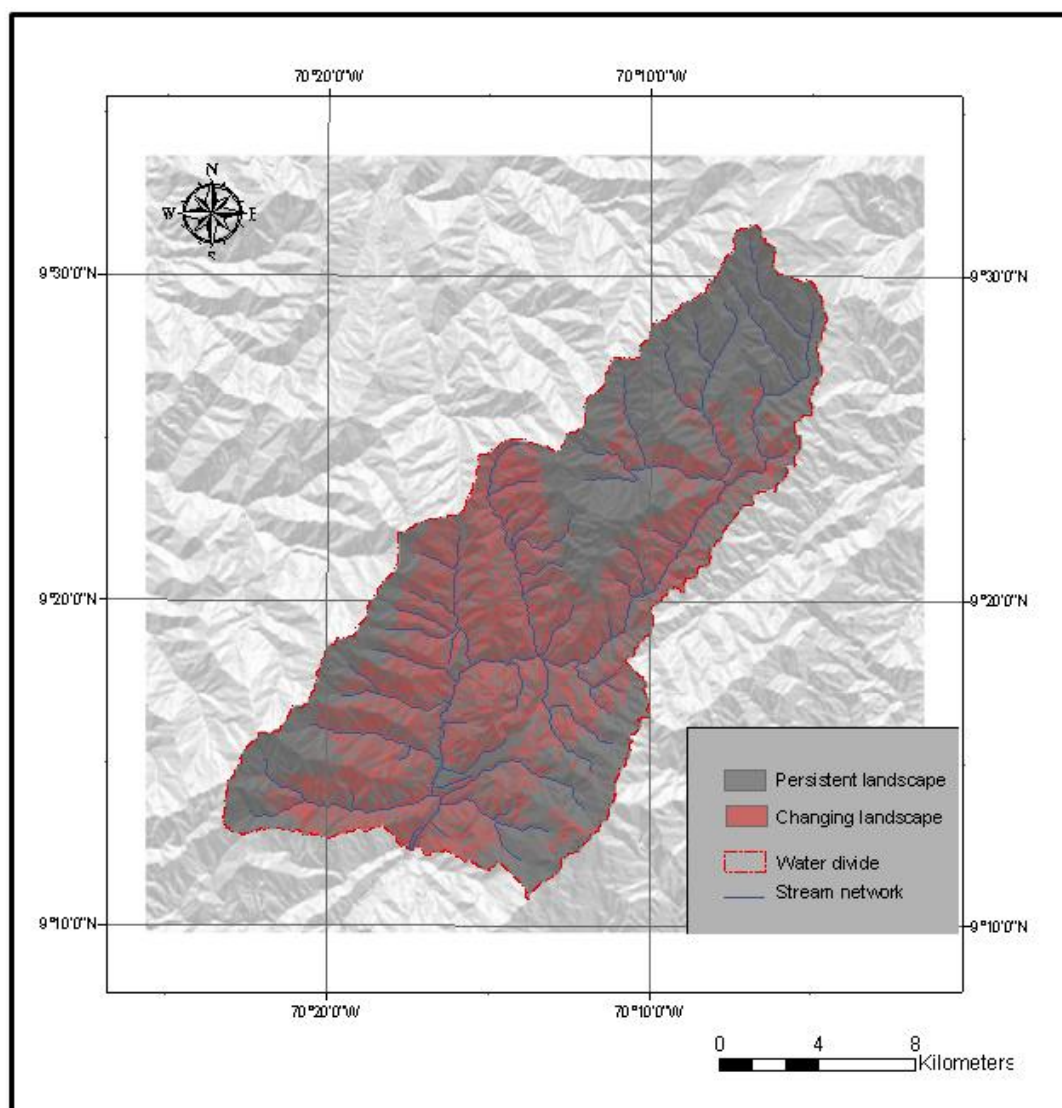 70°20'0"W 70°10'0"W
N
W E
S
9°30'0"N 9°30'0"N
9°20'0"N 9°20'0"N
Persistent landscape
Changing landscape
Water divide
Stream network
9°10'0"N 9°10'0"N
70°20'0"W 70°10'0"W
0 4 8
Kilometers